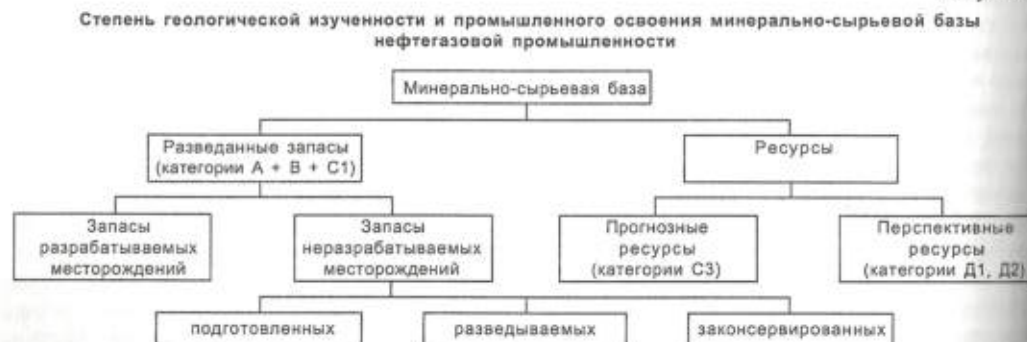 Степень геологической изученности и промышленного освоения минерально-сырьевой базы
нефтегазовой промышленности
Минерально-сырьевая база
Разведанные запасы
(категории А + В + С1)
Ресурсы
Запасы
разрабатываемых
месторождений
Запасы
неразрабатываемых
месторождений
Прогнозные
ресурсы
(категории С3)
Перспективные
ресурсы
(категории Д1, Д2)
подготовленных
разведываемых
законсервированных